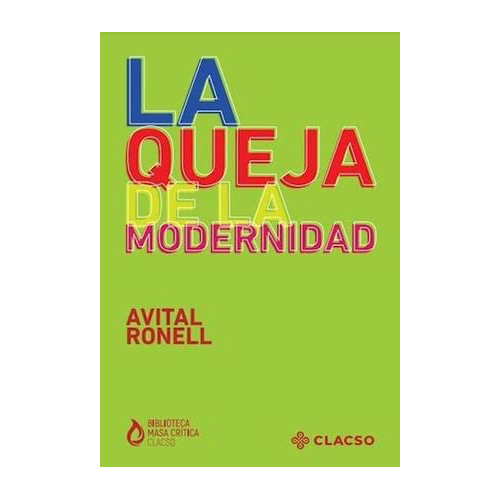 LA
QUEJA
DE LA
MODERNIDAD
AVITAL
RONELL
BIBLIOTECA
MASA CRÍTICA
CLACSO
CLACSO